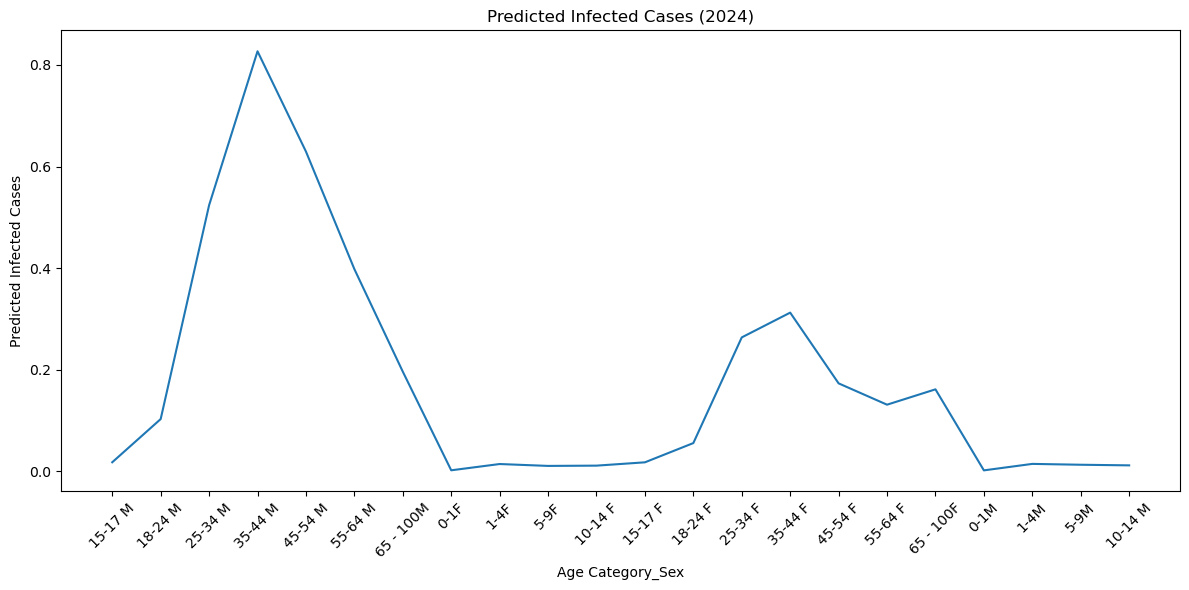 Predicted Infected Cases (2024)
Predicted Infected Cases
0.8
0.6
0.4
0.2
0.0
15-17 M
18-24 M
25-34 M
35-44 M
45-54 M
55-64 M
65 - 100M
0-1F
1-4F
5-9F
10-14 F
15-17 F
18-24 F
25-34 F
35-44 F
45-54 F
55-64 F
65 - 100F
0-1M
1-4M
5-9M
10-14 M
Age Category_Sex